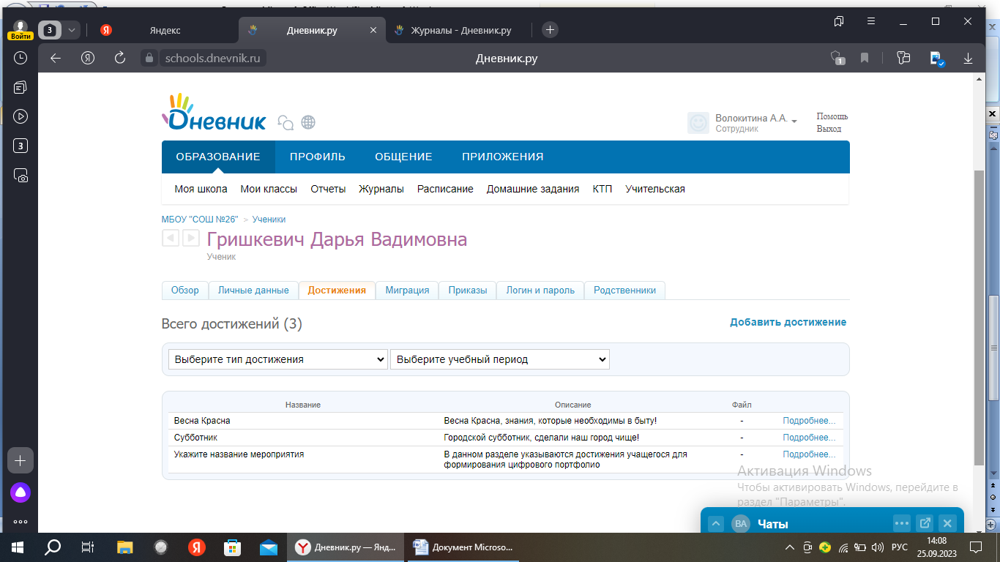 3
Яндекс
Дневник.ру
Журналы - Дневник.ру
Войти
schools.dnevnik.ru
Дневник.ру
1
3
Дневник
Волокитина А.А.
Сотрудник
Помощь
Выход
ОБРАЗОВАНИЕ ПРОФИЛЬ ОБЩЕНИЕ ПРИЛОЖЕНИЯ
Моя школа Мои классы Отчеты Журналы Расписание Домашние задания КТП Учительская
МБОУ "СОШ №26" > Ученики
Гришкевич Дарья Вадимовна
Ученик
Обзор Личные данные Достижения Миграция Приказы Логин и пароль Родственники
Всего достижений (3) Добавить достижение
Выберите тип достижения Выберите учебный период
Название Описание Файл
Весна Красна Весна Красна, знания, которые необходимы в быту! - Подробнее...
Субботник Городской субботник, сделали наш город чище! - Подробнее...
Укажите название мероприятия В данном разделе указываются достижения учащегося для - Подробнее...
формирования цифрового портфолио
Активация Windows
Чтобы активировать Windows, перейдите в
раздел "Параметры".
ВА Чаты
Дневник.ру — Янд...
Документ Microso...
РУС
14:08
25.09.2023